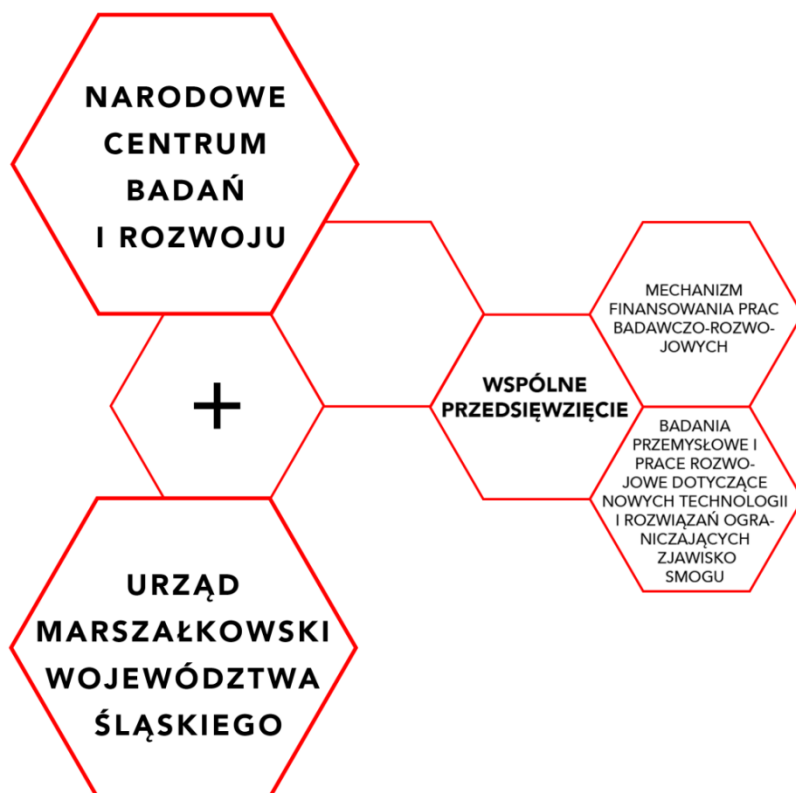 NARODOWE
CENTRUM
BADAŃ
I ROZWOJU
+
URZĄD
MARSZAŁKOWSKI
WOJEWÓDZTWA
ŚLĄSKIEGO
WSPÓLNE
PRZEDSIĘWZIĘCIE
MECHANIZM
FINANSOWANIA PRAC
BADAWCZO-ROZWO-
JOWYCH
BADANIA
PRZEMYSŁOWE I
PRACE ROZWO-
JOWE DOTYCZĄCE
NOWYCH TECHNOLOGII
I ROZWIĄZAŃ OGRA-
NICZAJĄCYCH
ZJAWISKO
SMOGU